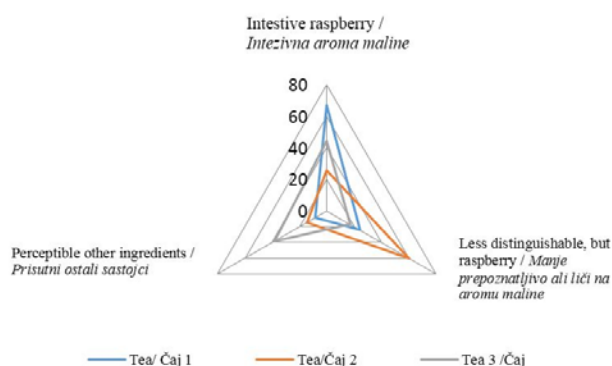 Intestive raspberry /
Intezivna aroma maline
80
60
40
20
0
Perceptible other ingredients /
Prisutni ostali sastojci
Less distinguishable, but
raspberry / Manje
prepoznatljivo ali liči na
aromu maline
Tea/ Čaj 1
Tea/Čaj 2
Tea 3 /Čaj